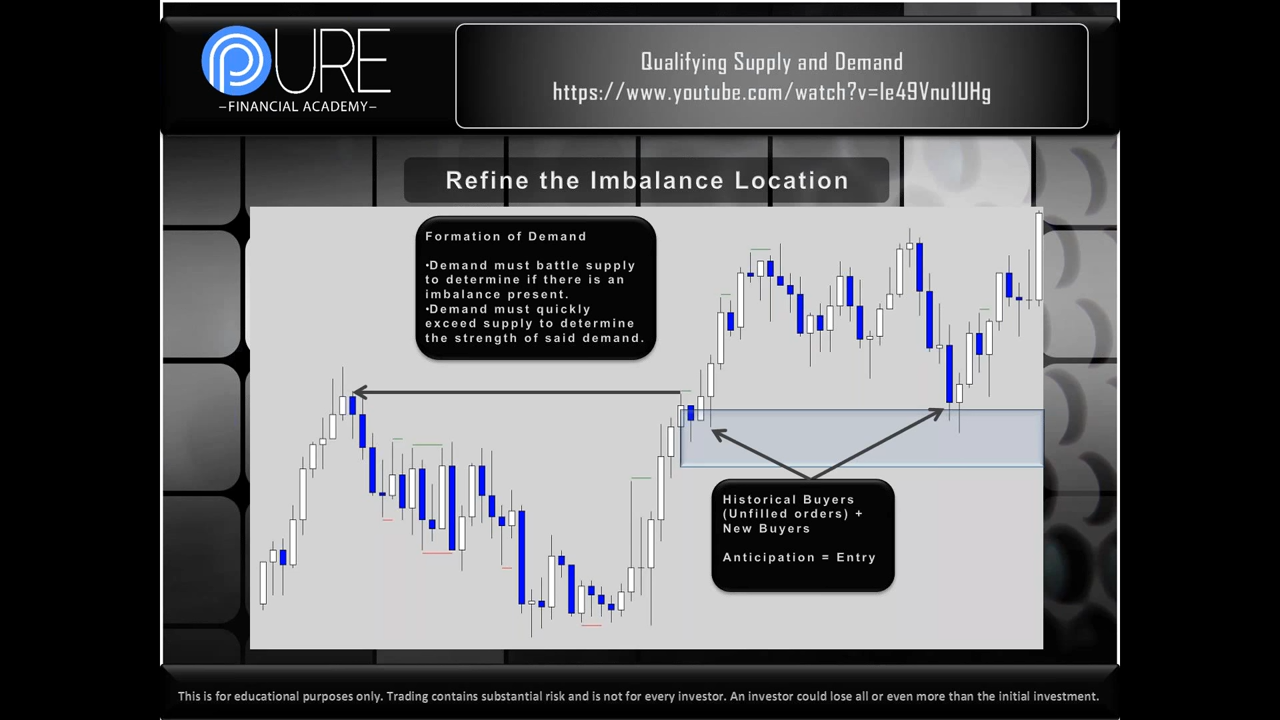 PURE
–FINANCIAL ACADEMY–
Qualifying Supply and Demand
https://www.youtube.com/watch?v=Ie49Vnu1UHg
Refine the Imbalance Location
Formation of Demand
•Demand must battle supply
to determine if there is an
imbalance present.
•Demand must quickly
exceed supply to determine
the strength of said demand.
Historical Buyers
(Unfilled orders) +
New Buyers
Anticipation = Entry
This is for educational purposes only. Trading contains substantial risk and is not for every investor. An investor could lose all or even more than the initial investment.